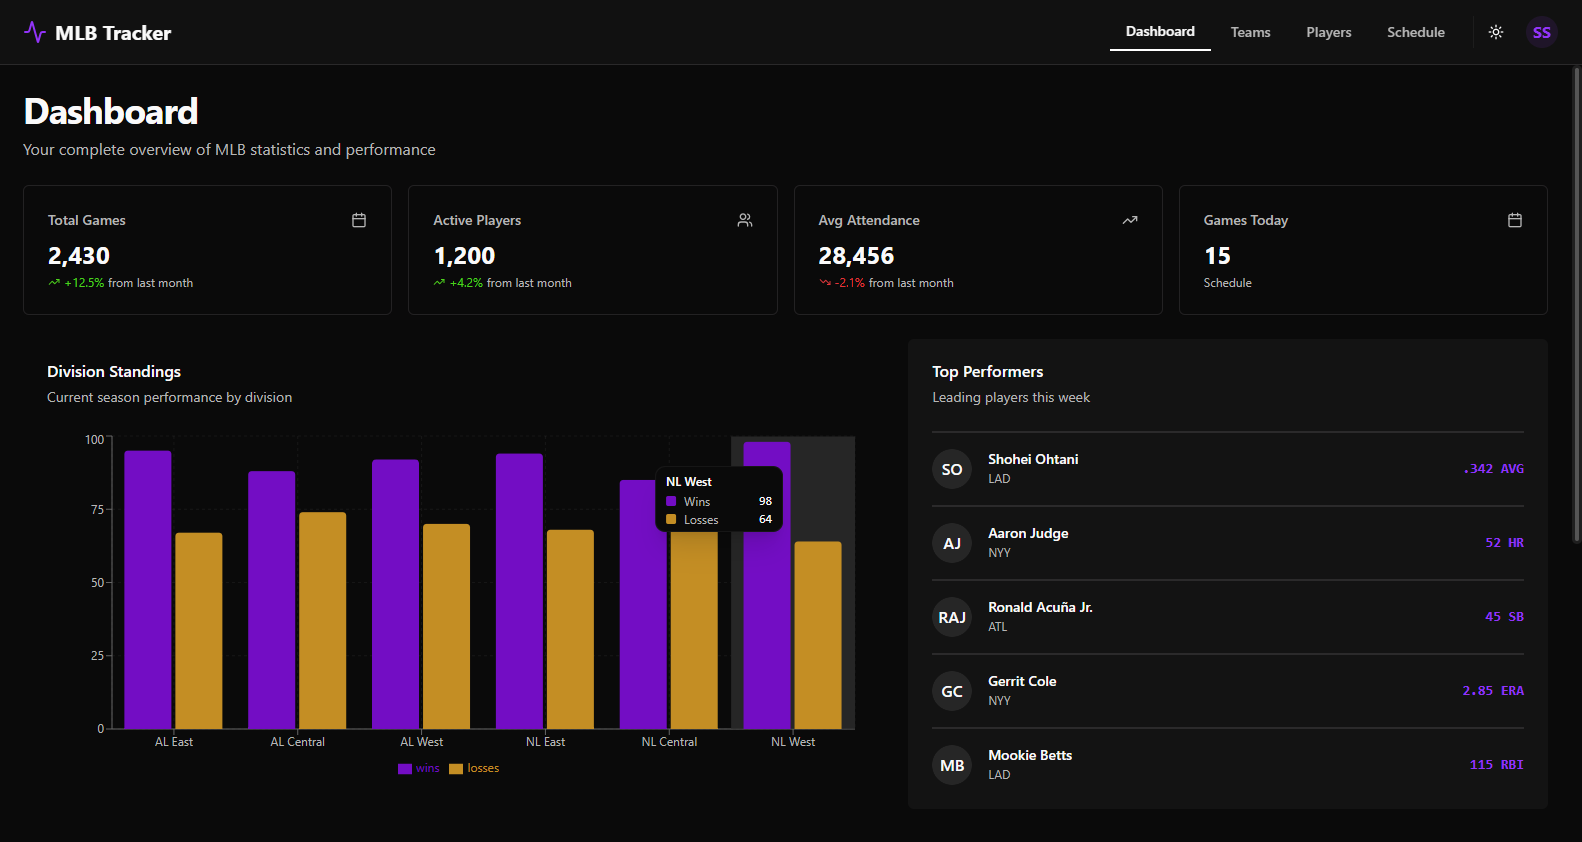 MLB Tracker
Dashboard Teams Players Schedule SS
Dashboard
Your complete overview of MLB statistics and performance
Total Games
2,430
+12.5% from last month
Active Players
1,200
+4.2% from last month
Avg Attendance
28,456
-2.1% from last month
Games Today
15
Schedule
Division Standings
Current season performance by division
100
75
50
25
0
NL West
Wins 98
Losses 64
AL East AL Central AL West NL East NL Central NL West
wins losses
Top Performers
Leading players this week
SO
Shohei Ohtani
LAD
.342 AVG
AJ
Aaron Judge
NYY
52 HR
RAJ
Ronald Acuña Jr.
ATL
45 SB
GC
Gerrit Cole
NYY
2.85 ERA
MB
Mookie Betts
LAD
115 RBI